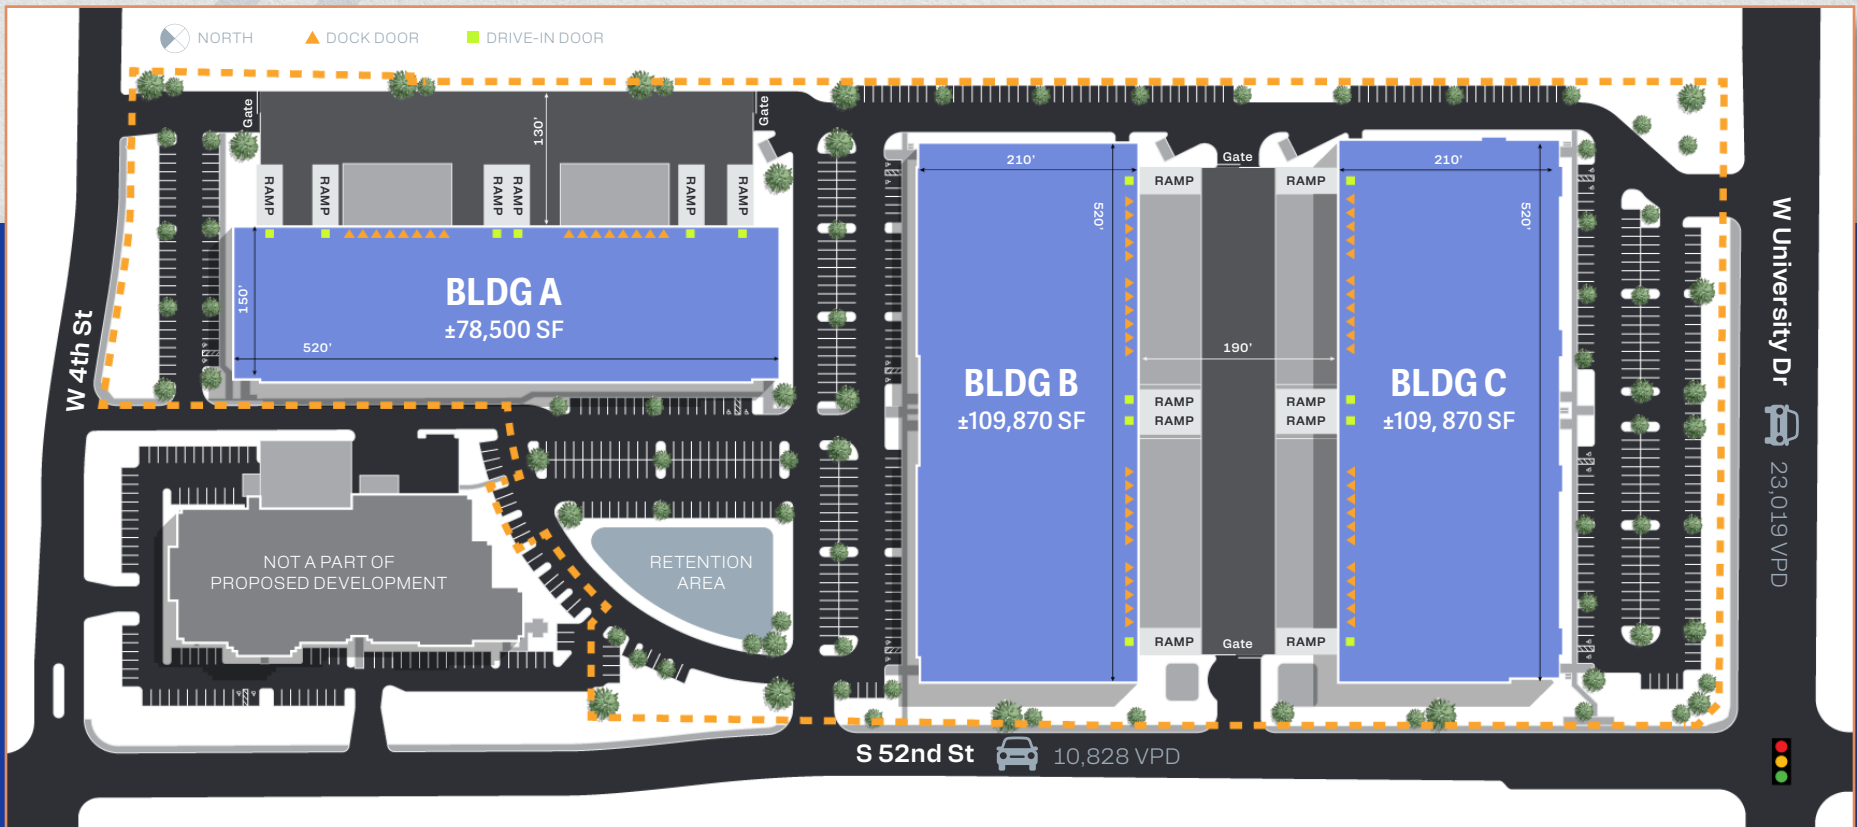 NORTH
DOCK DOOR
DRIVE-IN DOOR
Gate
Gate
130'
RAMP
RAMP
RAMP
RAMP
RAMP
RAMP
BLDG A
±78,500 SF
150'
520'
W 4th St
210'
520'
BLDG B
±109,870 SF
Gate
RAMP
RAMP
190'
RAMP
RAMP
RAMP
RAMP
RAMP
RAMP
Gate
210'
520'
BLDG C
±109, 870 SF
W University Dr
23,019 VPD
NOT A PART OF
PROPOSED DEVELOPMENT
RETENTION
AREA
S 52nd St
10,828 VPD